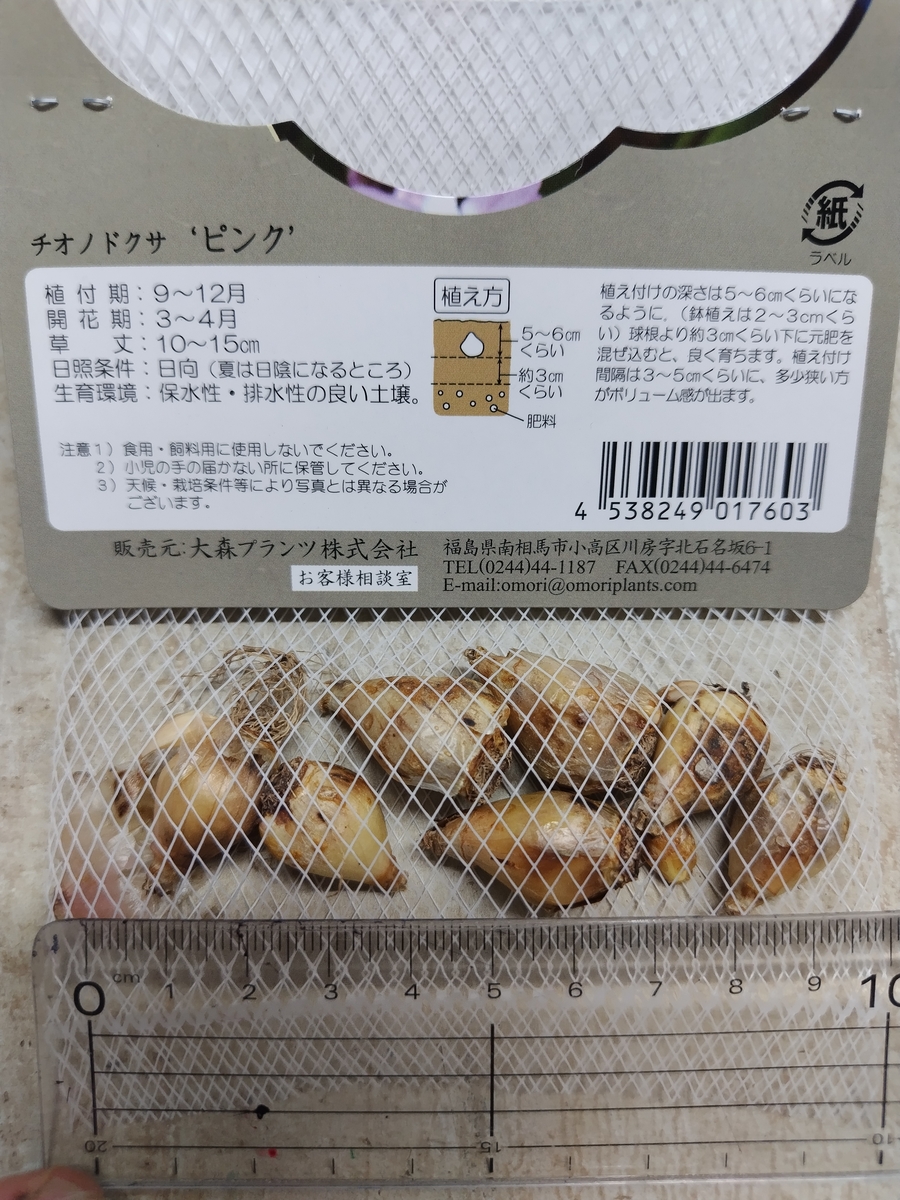 紙
ラベル
チオノドクサ ‘ピンク’
植付期：9〜12月
開花期：3〜4月
草丈：10〜15㎝
日照条件：日向（夏は日陰になるところ）
生育環境：保水性・排水性の良い土壌。
植え方
5〜6㎝
くらい
約3㎝
くらい
肥料
植え付けの深さは5〜6㎝くらいにな
るように、（鉢植えは2〜3cmくら
い）球根より約3㎝くらい下に元肥を
混ぜ込むと、良く育ちます。植え付け
間隔は3〜5㎝くらいに、多少狭い方
がボリューム感が出ます。
注意1）食用・飼料用に使用しないでください。
2）小児の手の届かない所に保管してください。
3）天候・栽培条件等により写真とは異なる場合が
ございます。
4 538249 017603
販売元:大森プランツ株式会社
お客様相談室
福島県南相馬市小高区川房字北石名坂6-1
TEL(0244)44-1187 FAX(0244)44-6474
E-mail:omori@omoriplants.com
0 cm 1 2 3 4 5 6 7 8 9 10
20 15 10